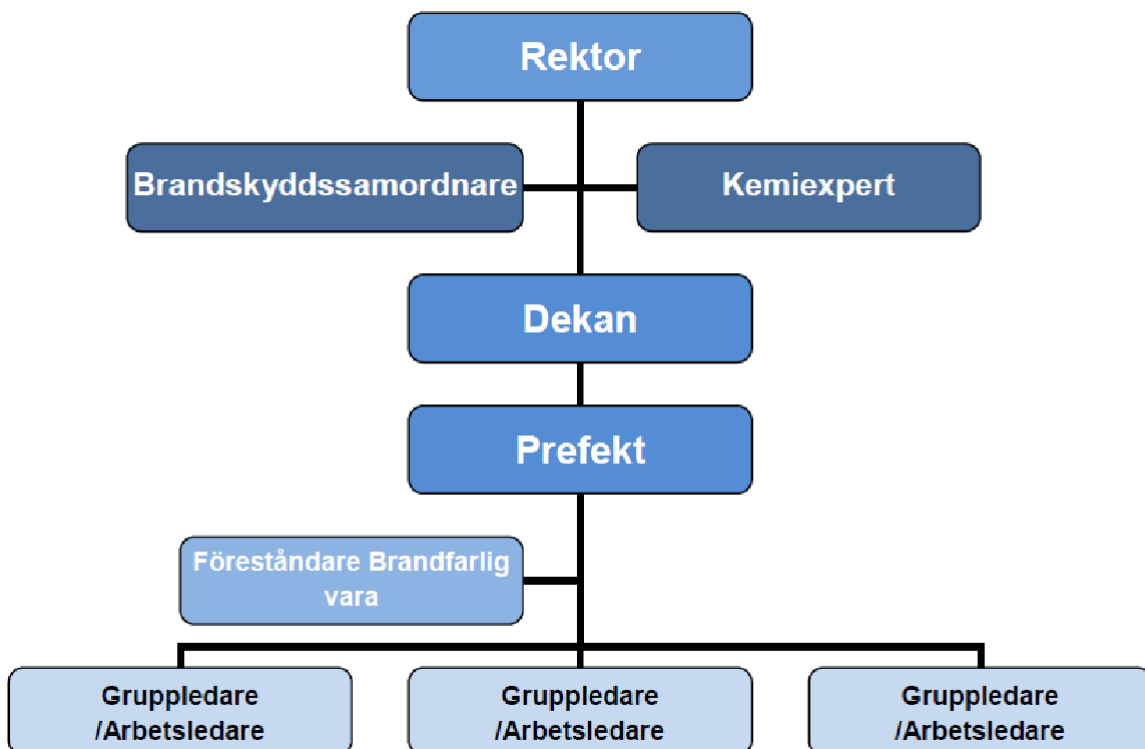 Rektor
Brandskyddssamordnare
Kemiexpert
Dekan
Prefekt
Föreståndare Brandfarlig
vara
Gruppledare
/Arbetsledare
Gruppledare
/Arbetsledare
Gruppledare
/Arbetsledare